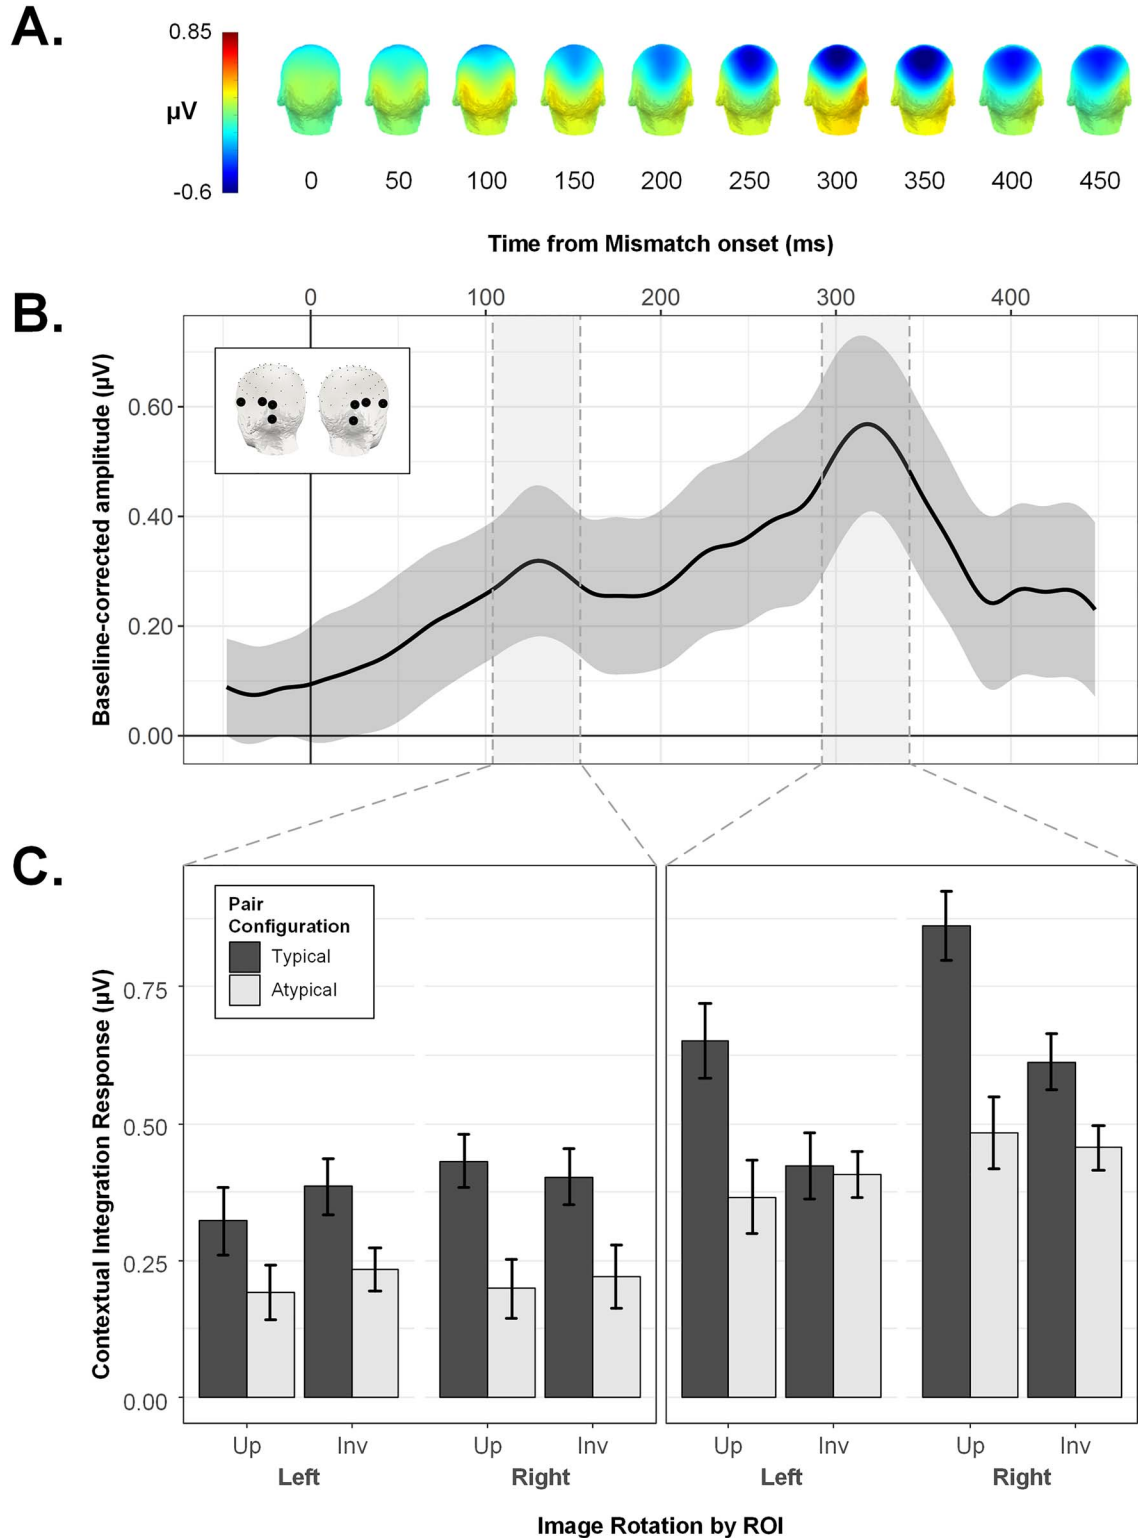 A.
0.85
µV
-0.6
0 50 100 150 200 250 300 350 400 450
Time from Mismatch onset (ms)
B.
0 100 200 300 400
Baseline-corrected amplitude (µV)
0.60
0.40
0.20
0.00
C.
Contextual Integration Response (µV)
Pair
Configuration
Typical
Atypical
0.75
0.50
0.25
0.00
Up Inv Up Inv Up Inv Up Inv
Left Right Left Right
Image Rotation by ROI